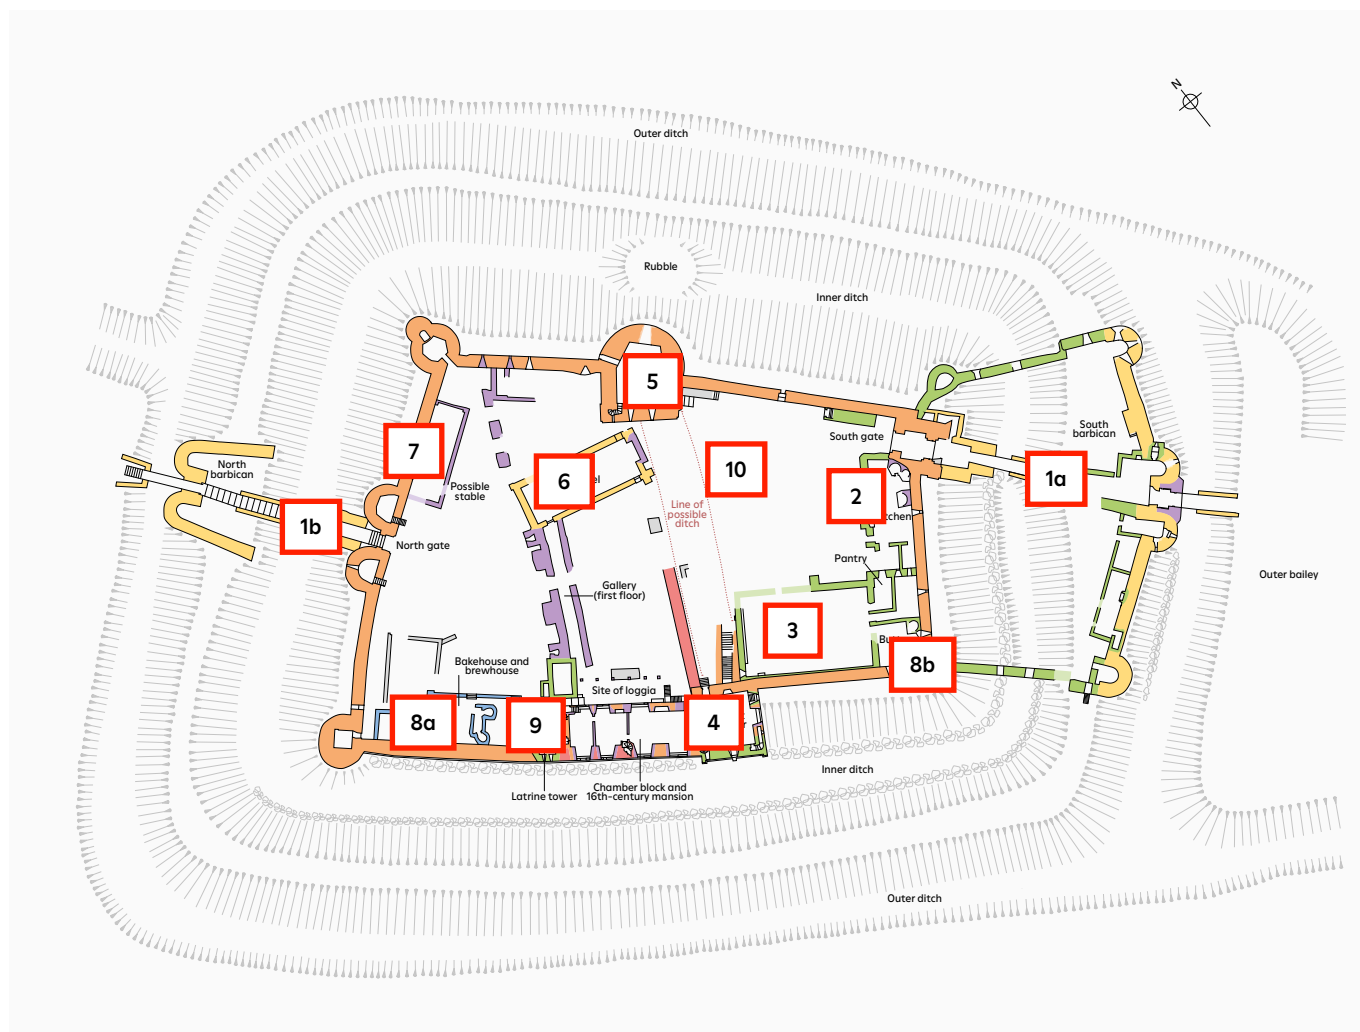 N
Outer ditch
Rubble
Inner ditch
5
South gate
South
barbican
7
North
barbican
6
10
1a
Possible
stable
2
Line of
possible
ditch
1b
North gate
Pantry
Outer bailey
Gallery
(first floor)
3
8b
Bakehouse and
brewhouse
Site of loggia
8a
9
4
Inner ditch
Latrine tower
Chamber block and
16th-century mansion
Outer ditch